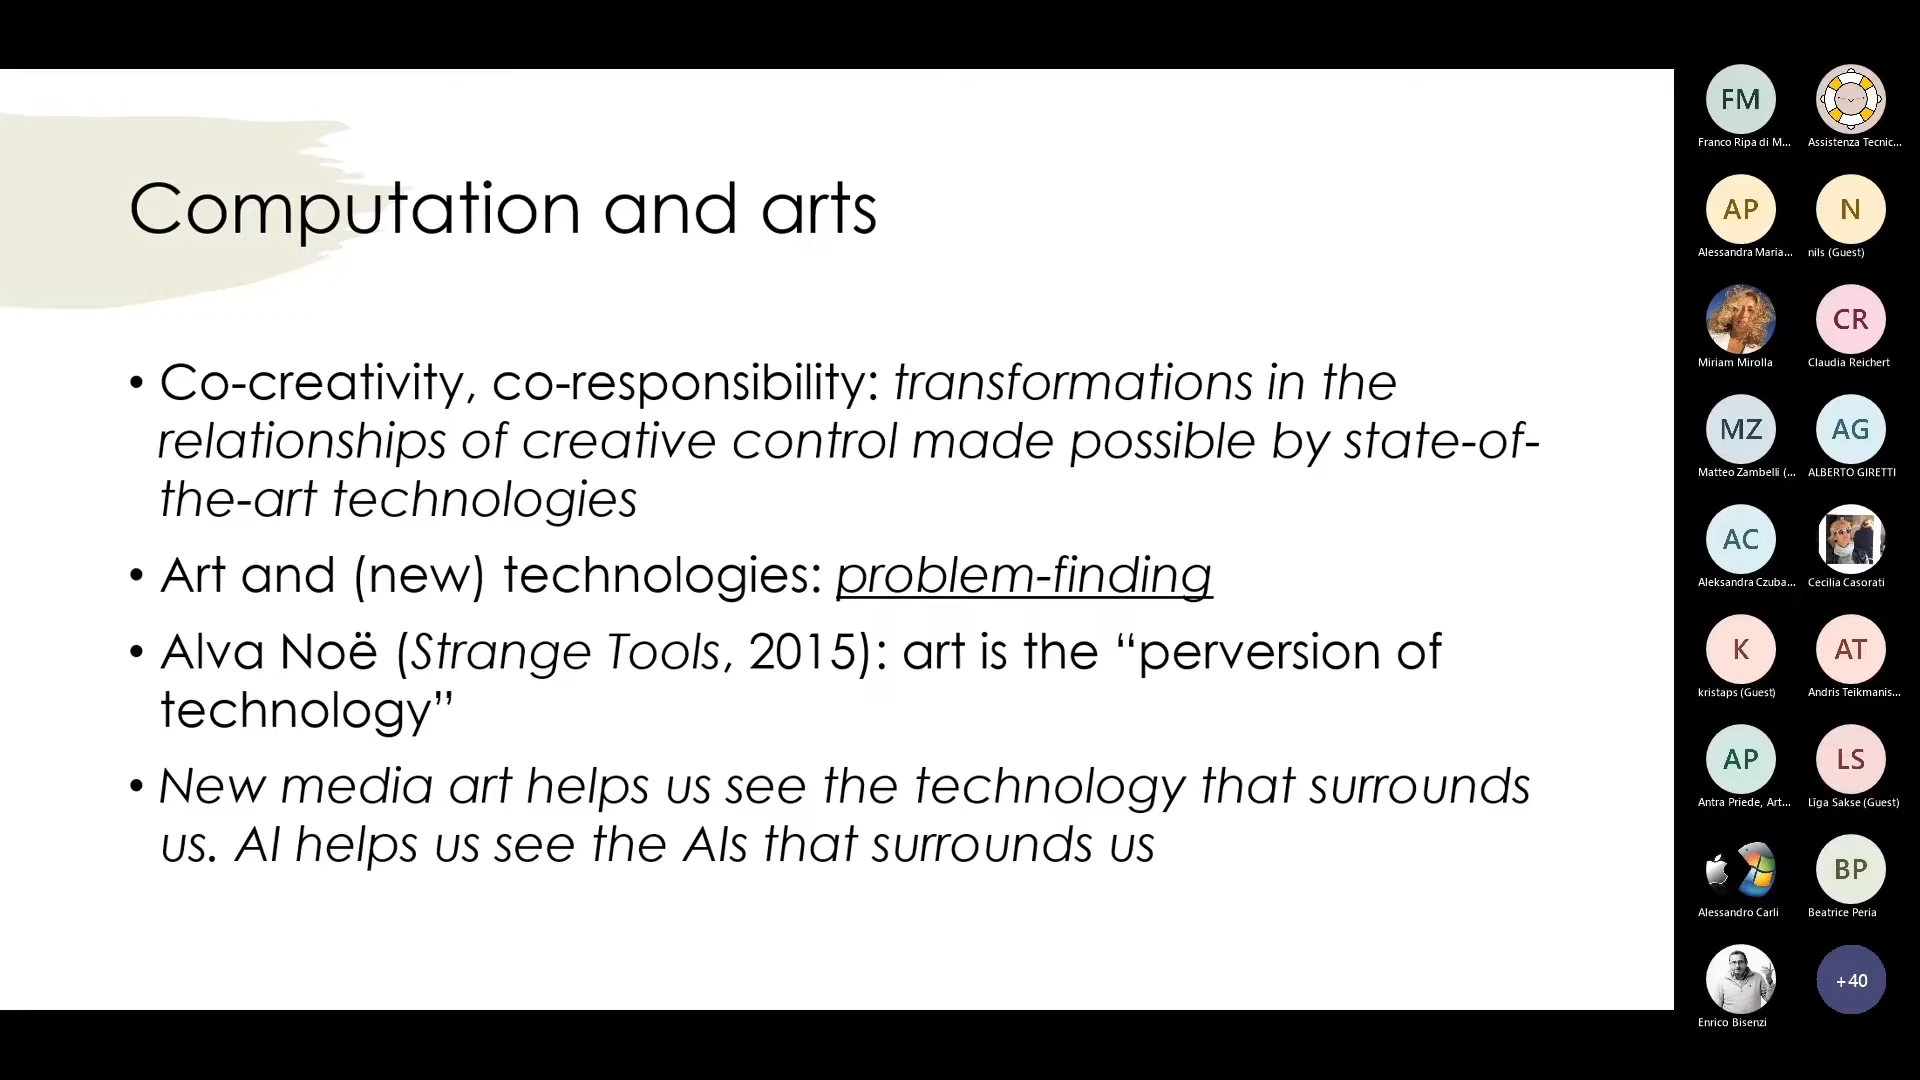 Computation and arts
• Co-creativity, co-responsibility: transformations in the
relationships of creative control made possible by state-of-
the-art technologies
• Art and (new) technologies: problem-finding
• Alva Noë (Strange Tools, 2015): art is the “perversion of
technology”
• New media art helps us see the technology that surrounds
us. AI helps us see the AIs that surrounds us
FM
Franco Ripa di M...
Assistenza Tecnic...
AP
Alessandra Maria...
N
nils (Guest)
Miriam Mirolla
CR
Claudia Reichert
MZ
Matteo Zambelli (...
AG
ALBERTO GIRETTI
AC
Aleksandra Czuba...
Cecilia Casorati
K
kristaps (Guest)
AT
Andris Teikmanis...
AP
Antra Priede, Art...
LS
Līga Sakse (Guest)
Alessandro Carli
BP
Beatrice Peria
Enrico Bisenzi
+40